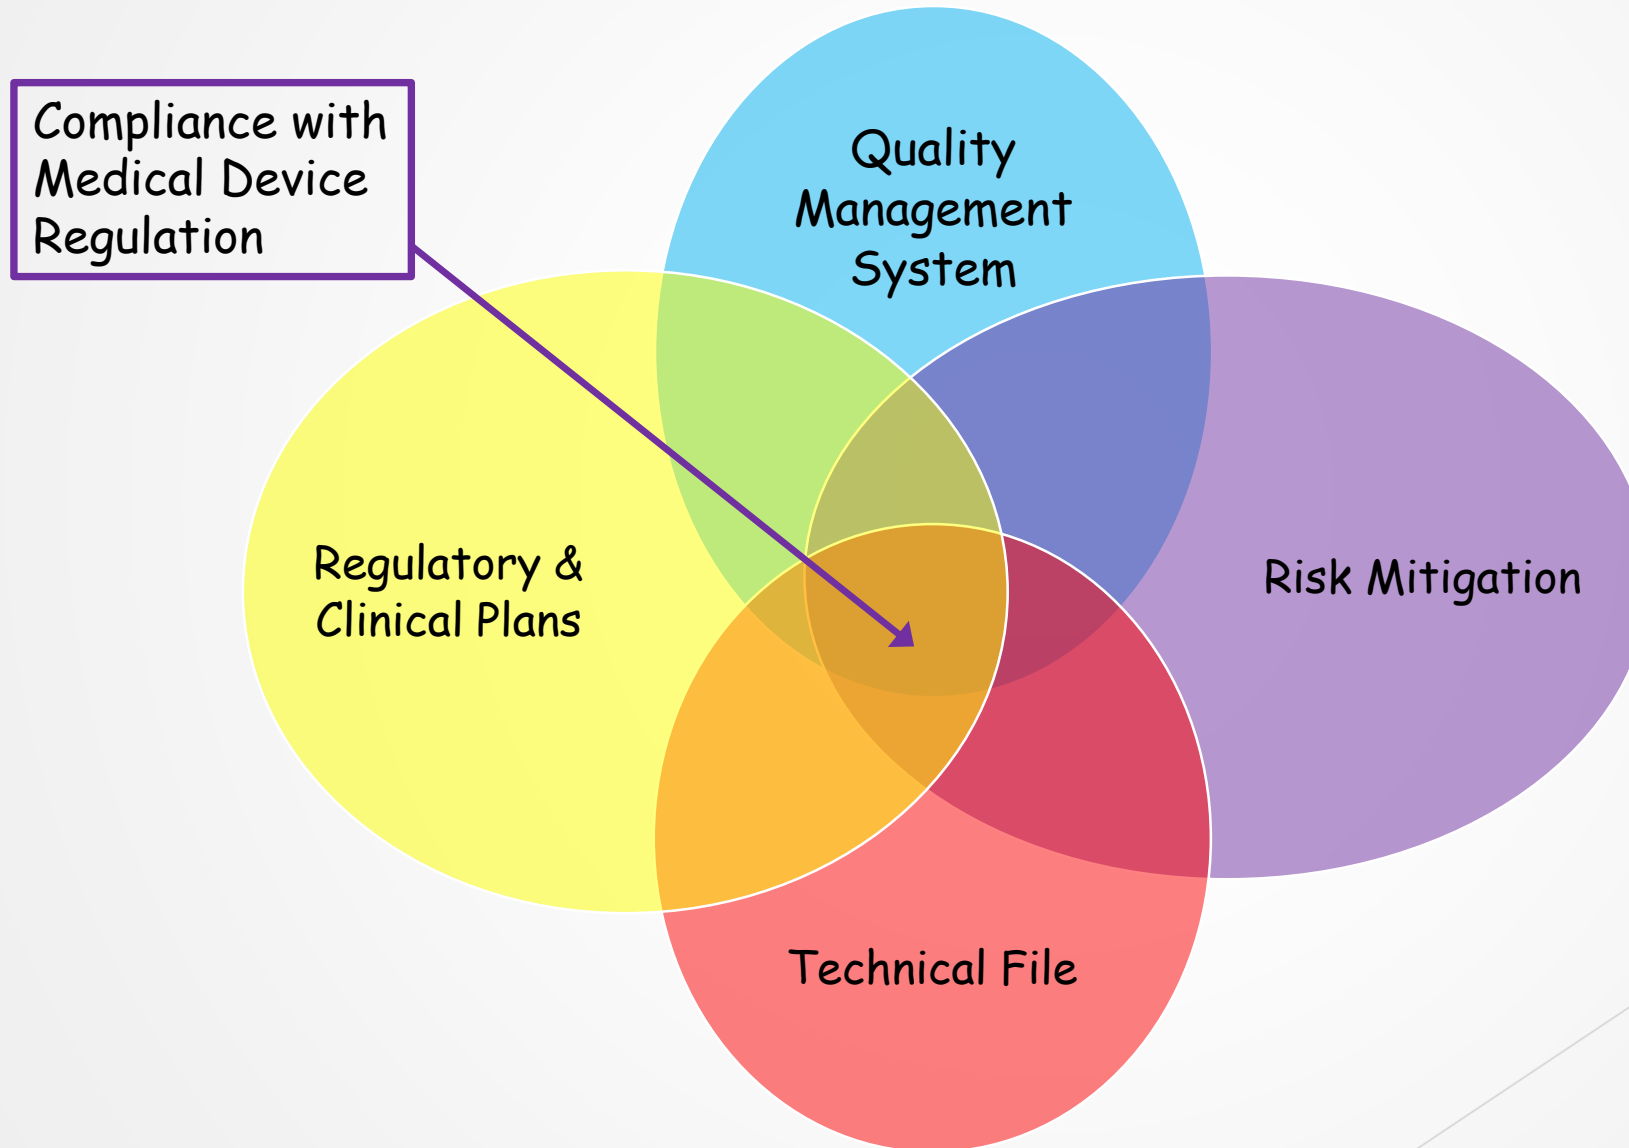 Compliance with
Medical Device
Regulation
Quality
Management
System
Regulatory &
Clinical Plans
Risk Mitigation
Technical File